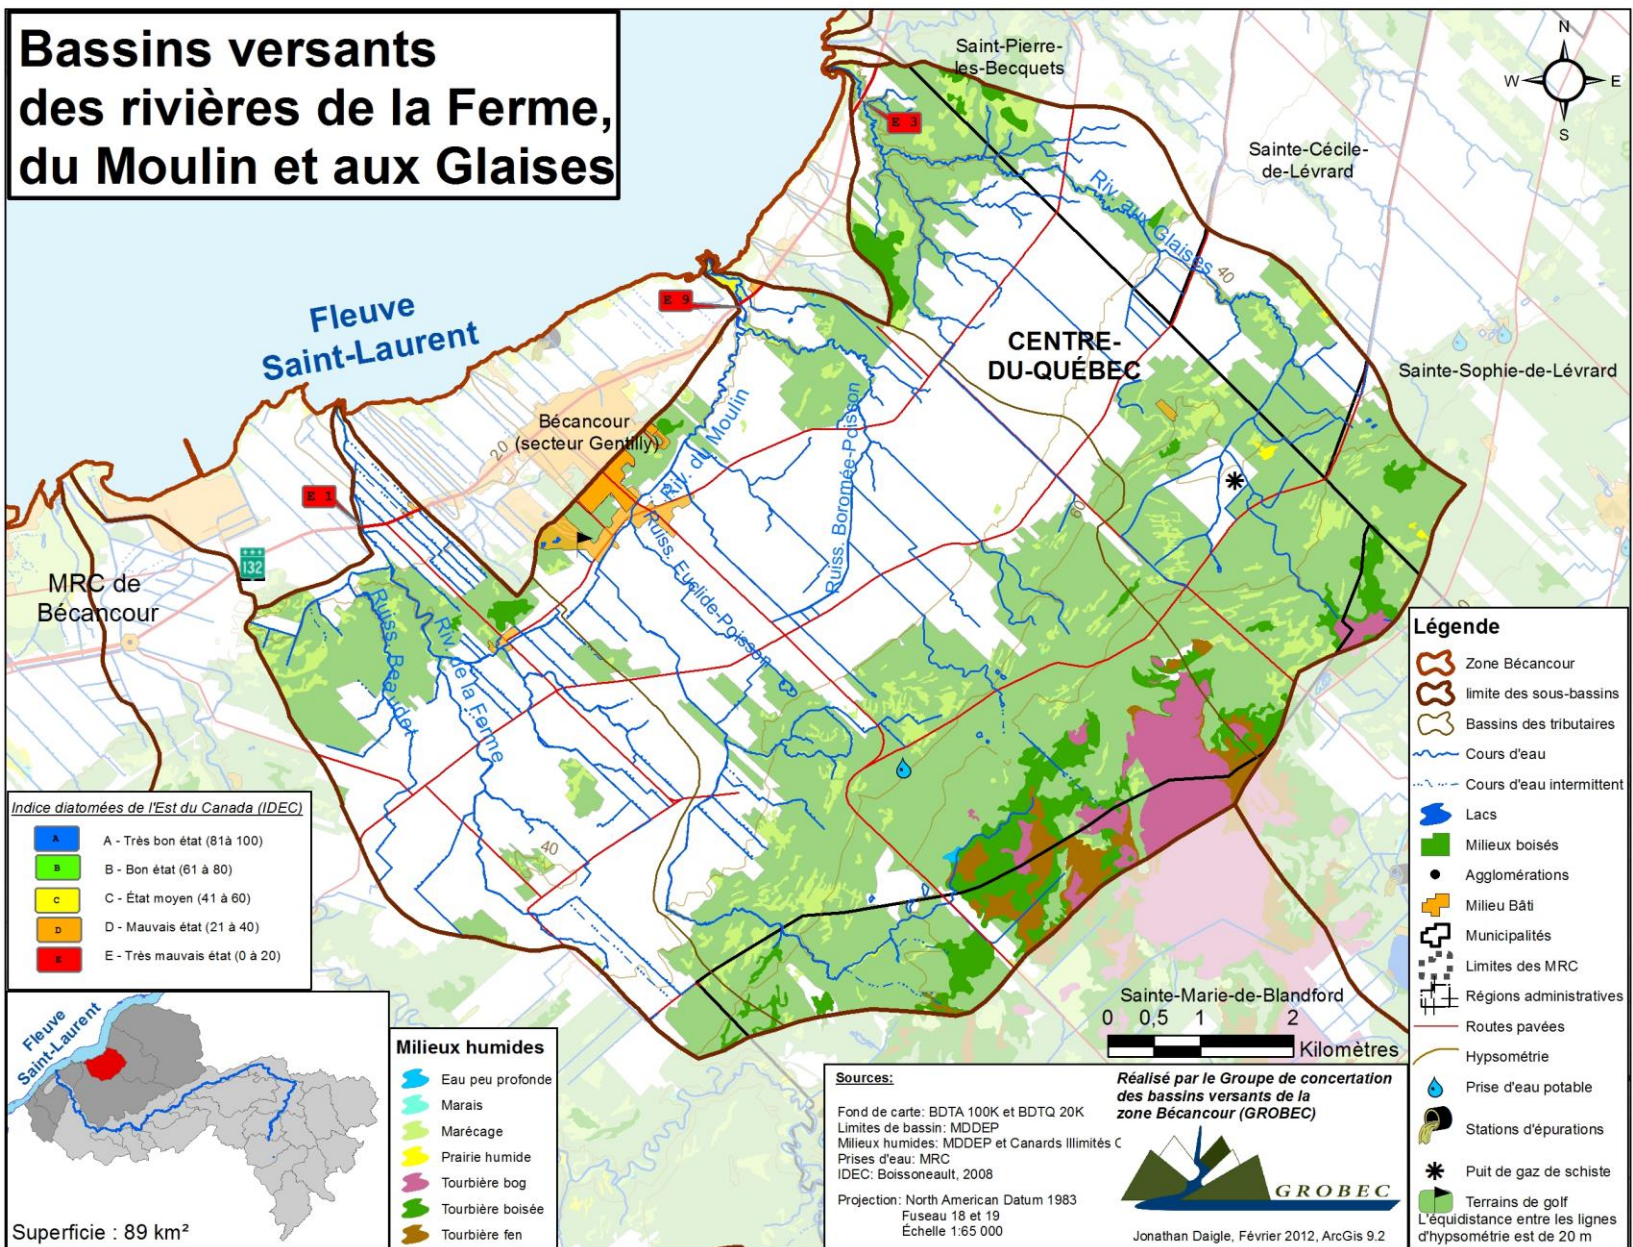 Bassins versants
des rivières de la Ferme,
du Moulin et aux Glaises
Saint-Pierre-
les-Becquets
N
W
E
S
Sainte-Cécile-
de-Lévrard
E 3
Riv. aux Glaises
40
E 9
Fleuve
Saint-Laurent
CENTRE-
DU-QUÉBEC
Sainte-Sophie-de-Lévrard
Bécancour
(secteur Gentilly)
20
Riv. du Moulin
Ruiss. Boromée-Poisson
E 1
60
Ruiss. Euclide-Poisson
132
MRC de
Bécancour
Ruiss. Beaudet
Riv. de la Ferme
40
Sainte-Marie-de-Blandford
0 0,5 1 2
Kilomètres
Indice diatomées de l'Est du Canada (IDEC)
A A - Très bon état (81à 100)
B B - Bon état (61 à 80)
C C - État moyen (41 à 60)
D D - Mauvais état (21 à 40)
E E - Très mauvais état (0 à 20)
Fleuve
Saint-Laurent
Superficie : 89 km²
Milieux humides
Eau peu profonde
Marais
Marécage
Prairie humide
Tourbière bog
Tourbière boisée
Tourbière fen
Sources:
Fond de carte: BDTA 100K et BDTQ 20K
Limites de bassin: MDDEP
Milieux humides: MDDEP et Canards Illimités C
Prises d'eau: MRC
IDEC: Boissoneault, 2008
Projection: North American Datum 1983
Fuseau 18 et 19
Échelle 1:65 000
Réalisé par le Groupe de concertation
des bassins versants de la
zone Bécancour (GROBEC)
GROBEC
Jonathan Daigle, Février 2012, ArcGis 9.2
Légende
Zone Bécancour
limite des sous-bassins
Bassins des tributaires
Cours d'eau
Cours d'eau intermittent
Lacs
Milieux boisés
Agglomérations
Milieu Bâti
Municipalités
Limites des MRC
Régions administratives
Routes pavées
Hypsométrie
Prise d'eau potable
Stations d'épurations
Puit de gaz de schiste
Terrains de golf
L'équidistance entre les lignes
d'hypsométrie est de 20 m